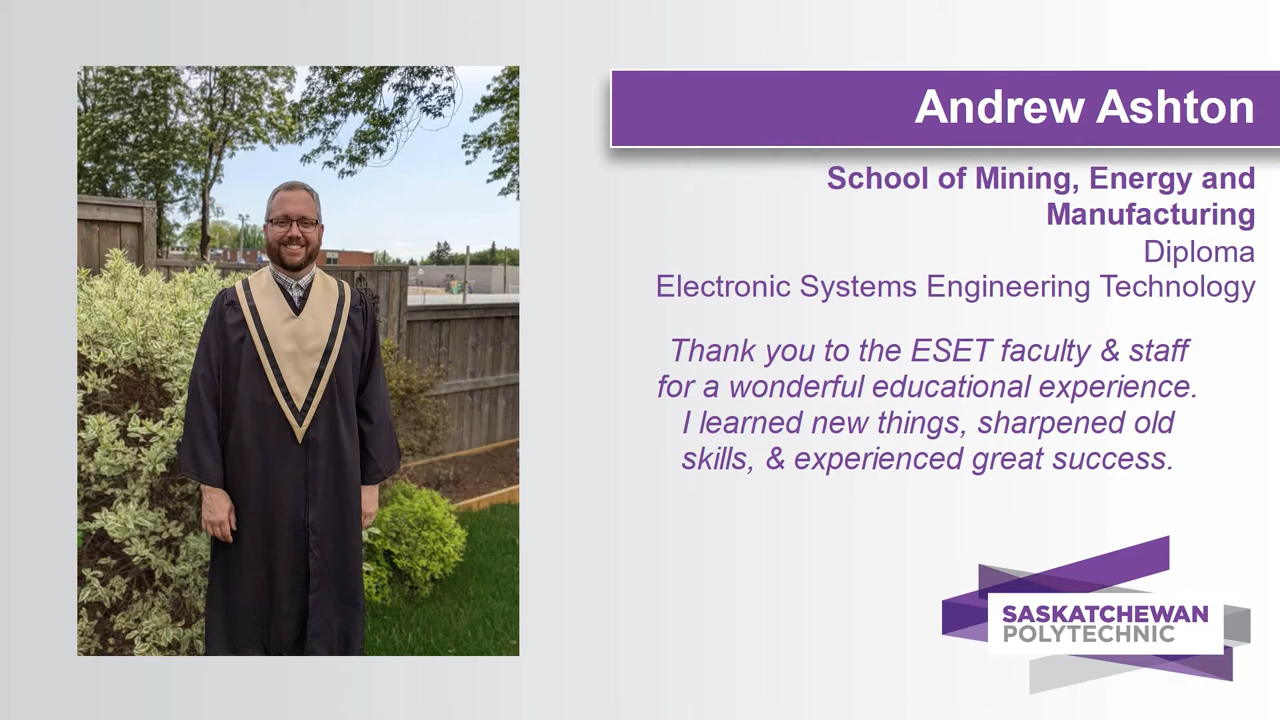 Andrew Ashton
School of Mining, Energy and
Manufacturing
Diploma
Electronic Systems Engineering Technology
Thank you to the ESET faculty & staff
for a wonderful educational experience.
I learned new things, sharpened old
skills, & experienced great success.
SASKATCHEWAN
POLYTECHNIC